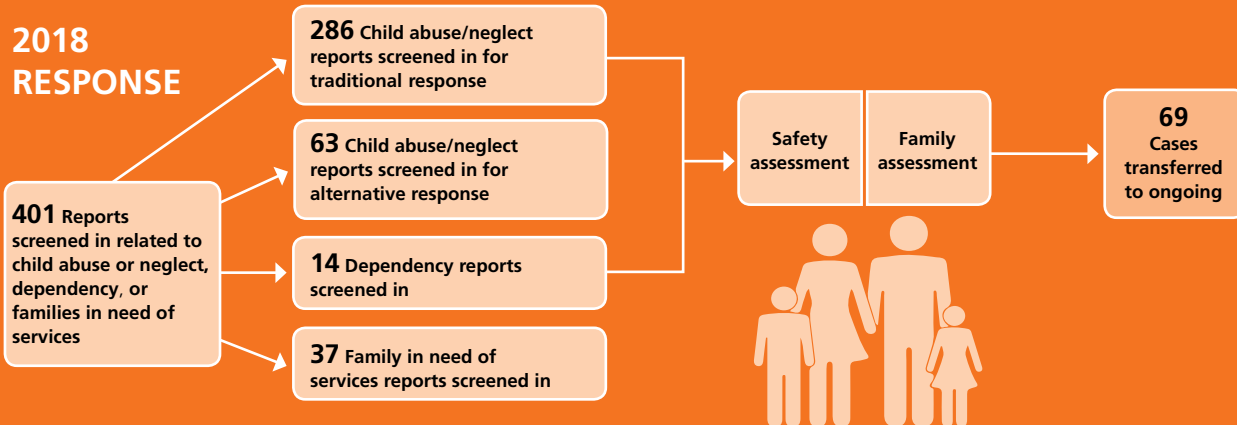 2018
RESPONSE
401 Reports
screened in related to
child abuse or neglect,
dependency, or
families in need of
services
286 Child abuse/neglect
reports screened in for
traditional response
63 Child abuse/neglect
reports screened in for
alternative response
14 Dependency reports
screened in
37 Family in need of
services reports screened in
Safety
assessment
Family
assessment
69
Cases
transferred
to ongoing